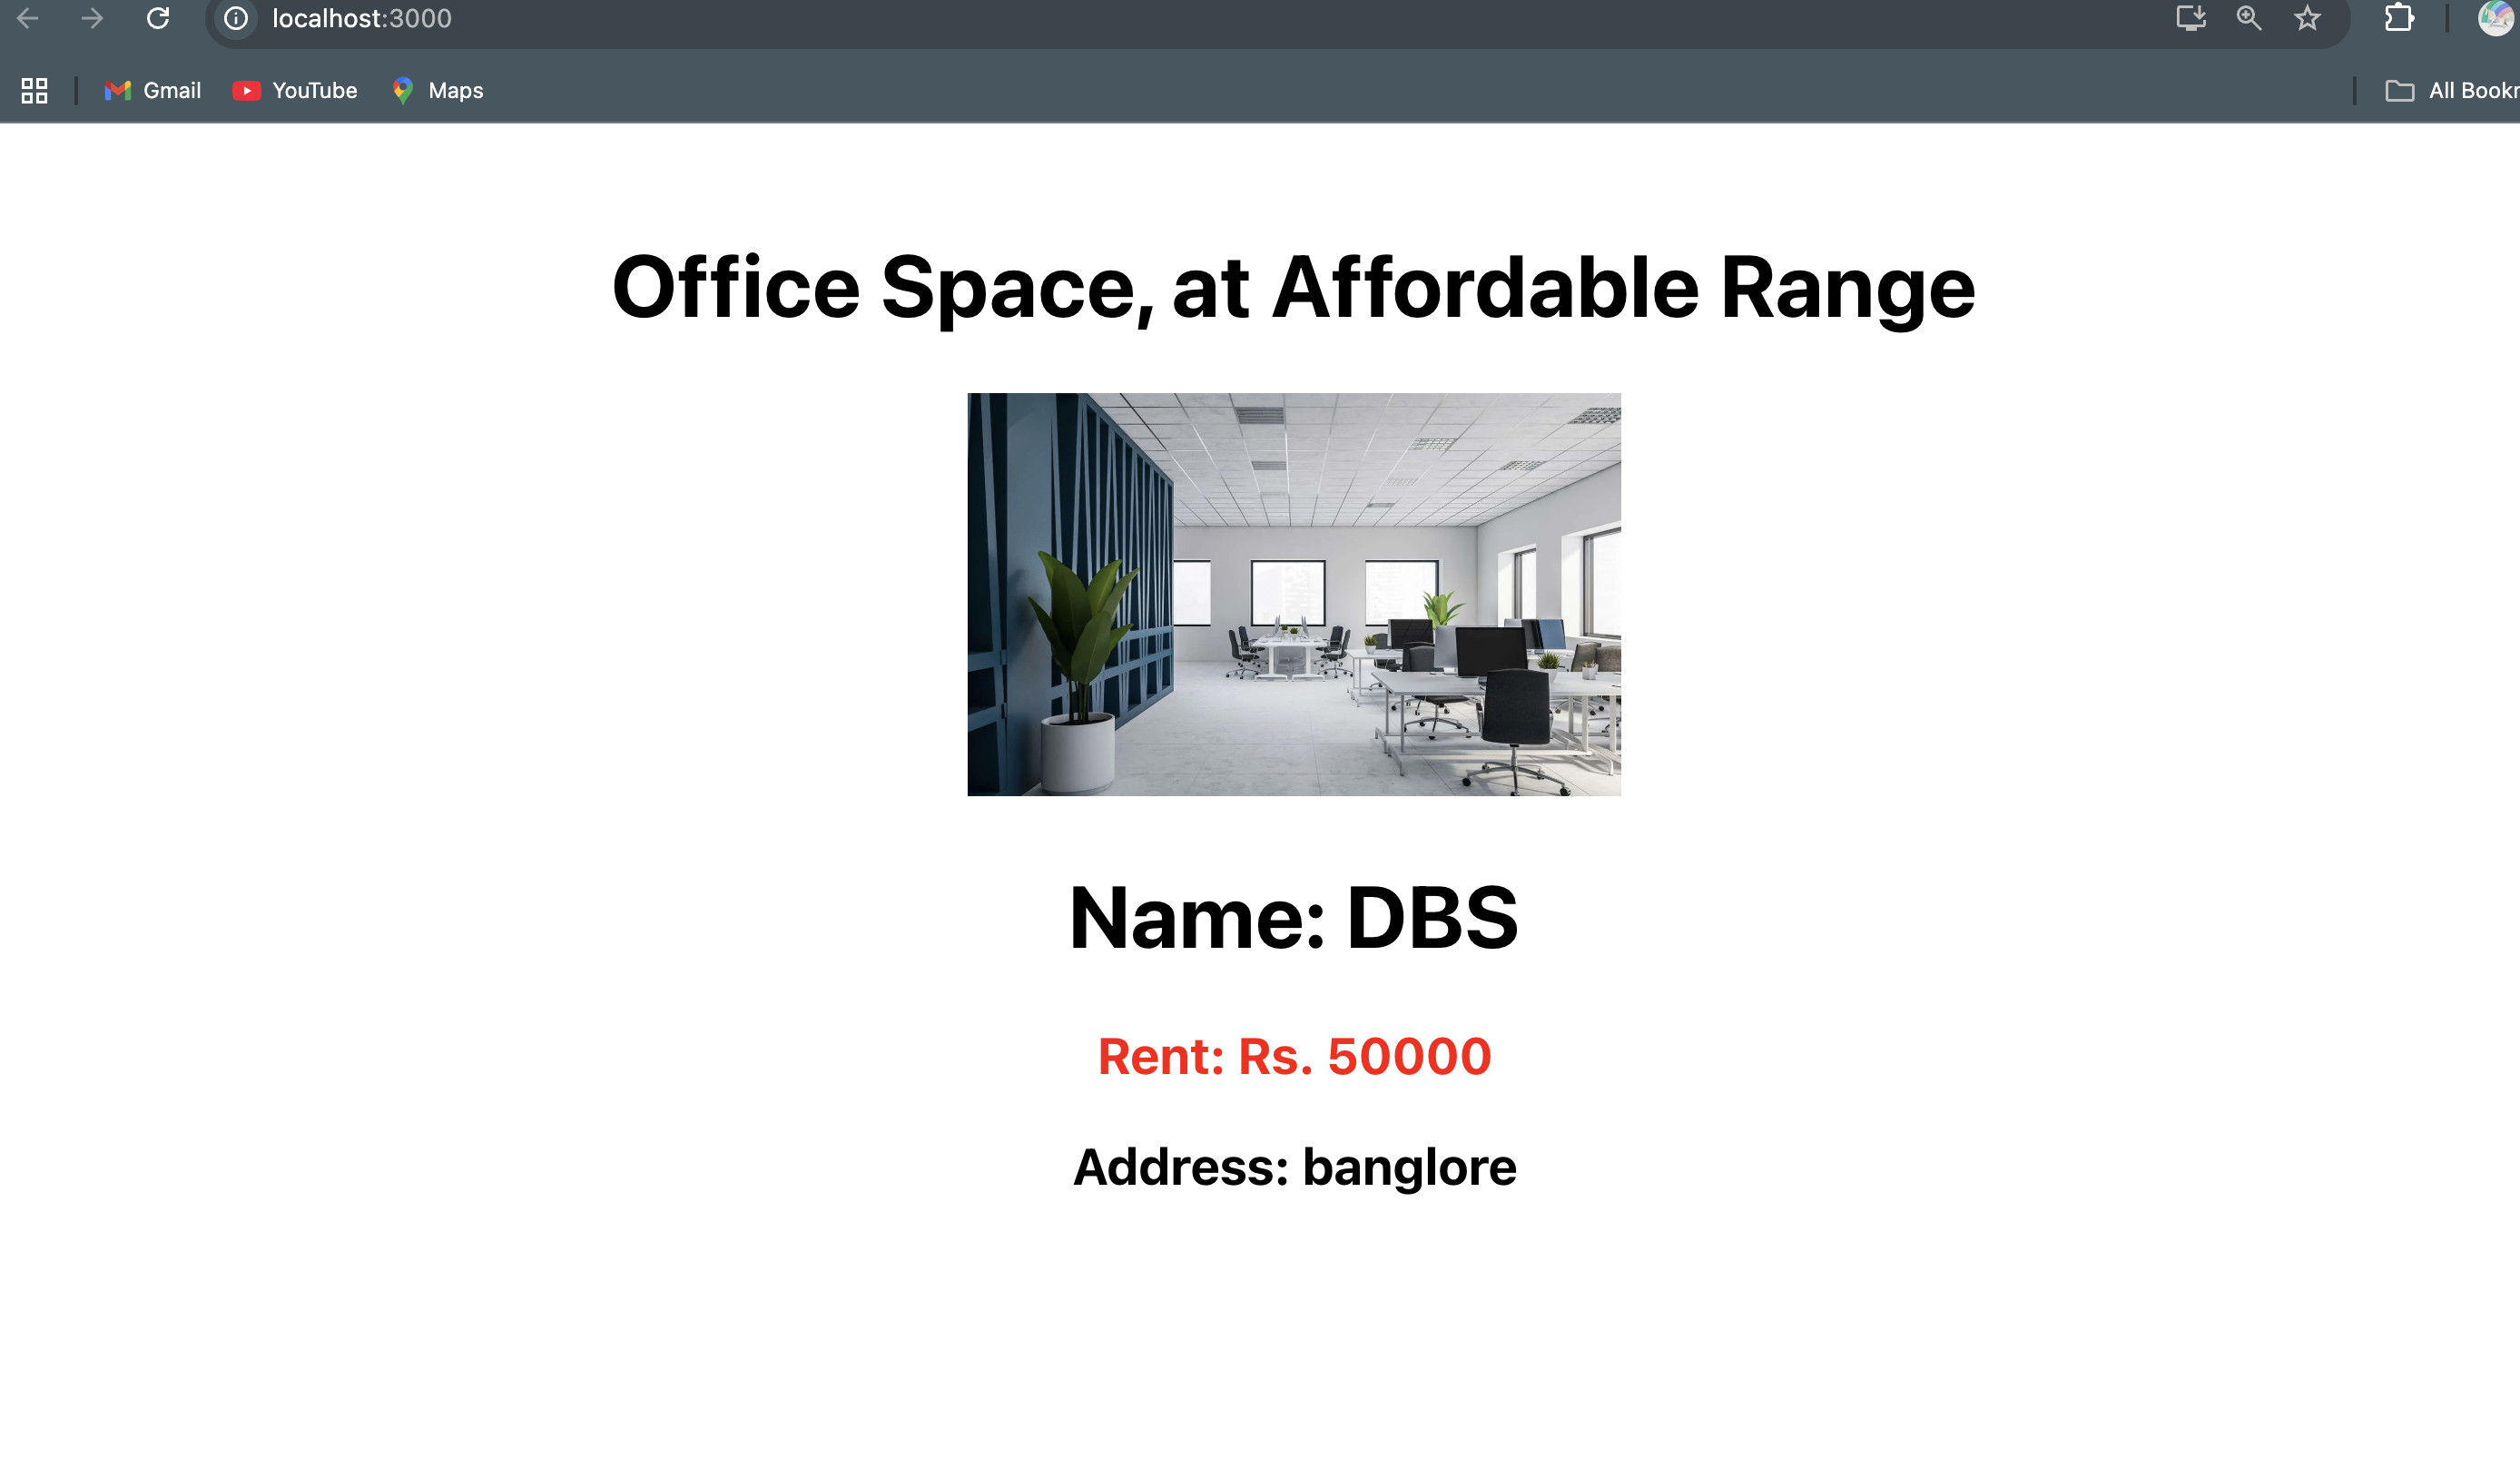 localhost:3000
Gmail YouTube Maps All Bookr
Office Space, at Affordable Range
Name: DBS
Rent: Rs. 50000
Address: banglore